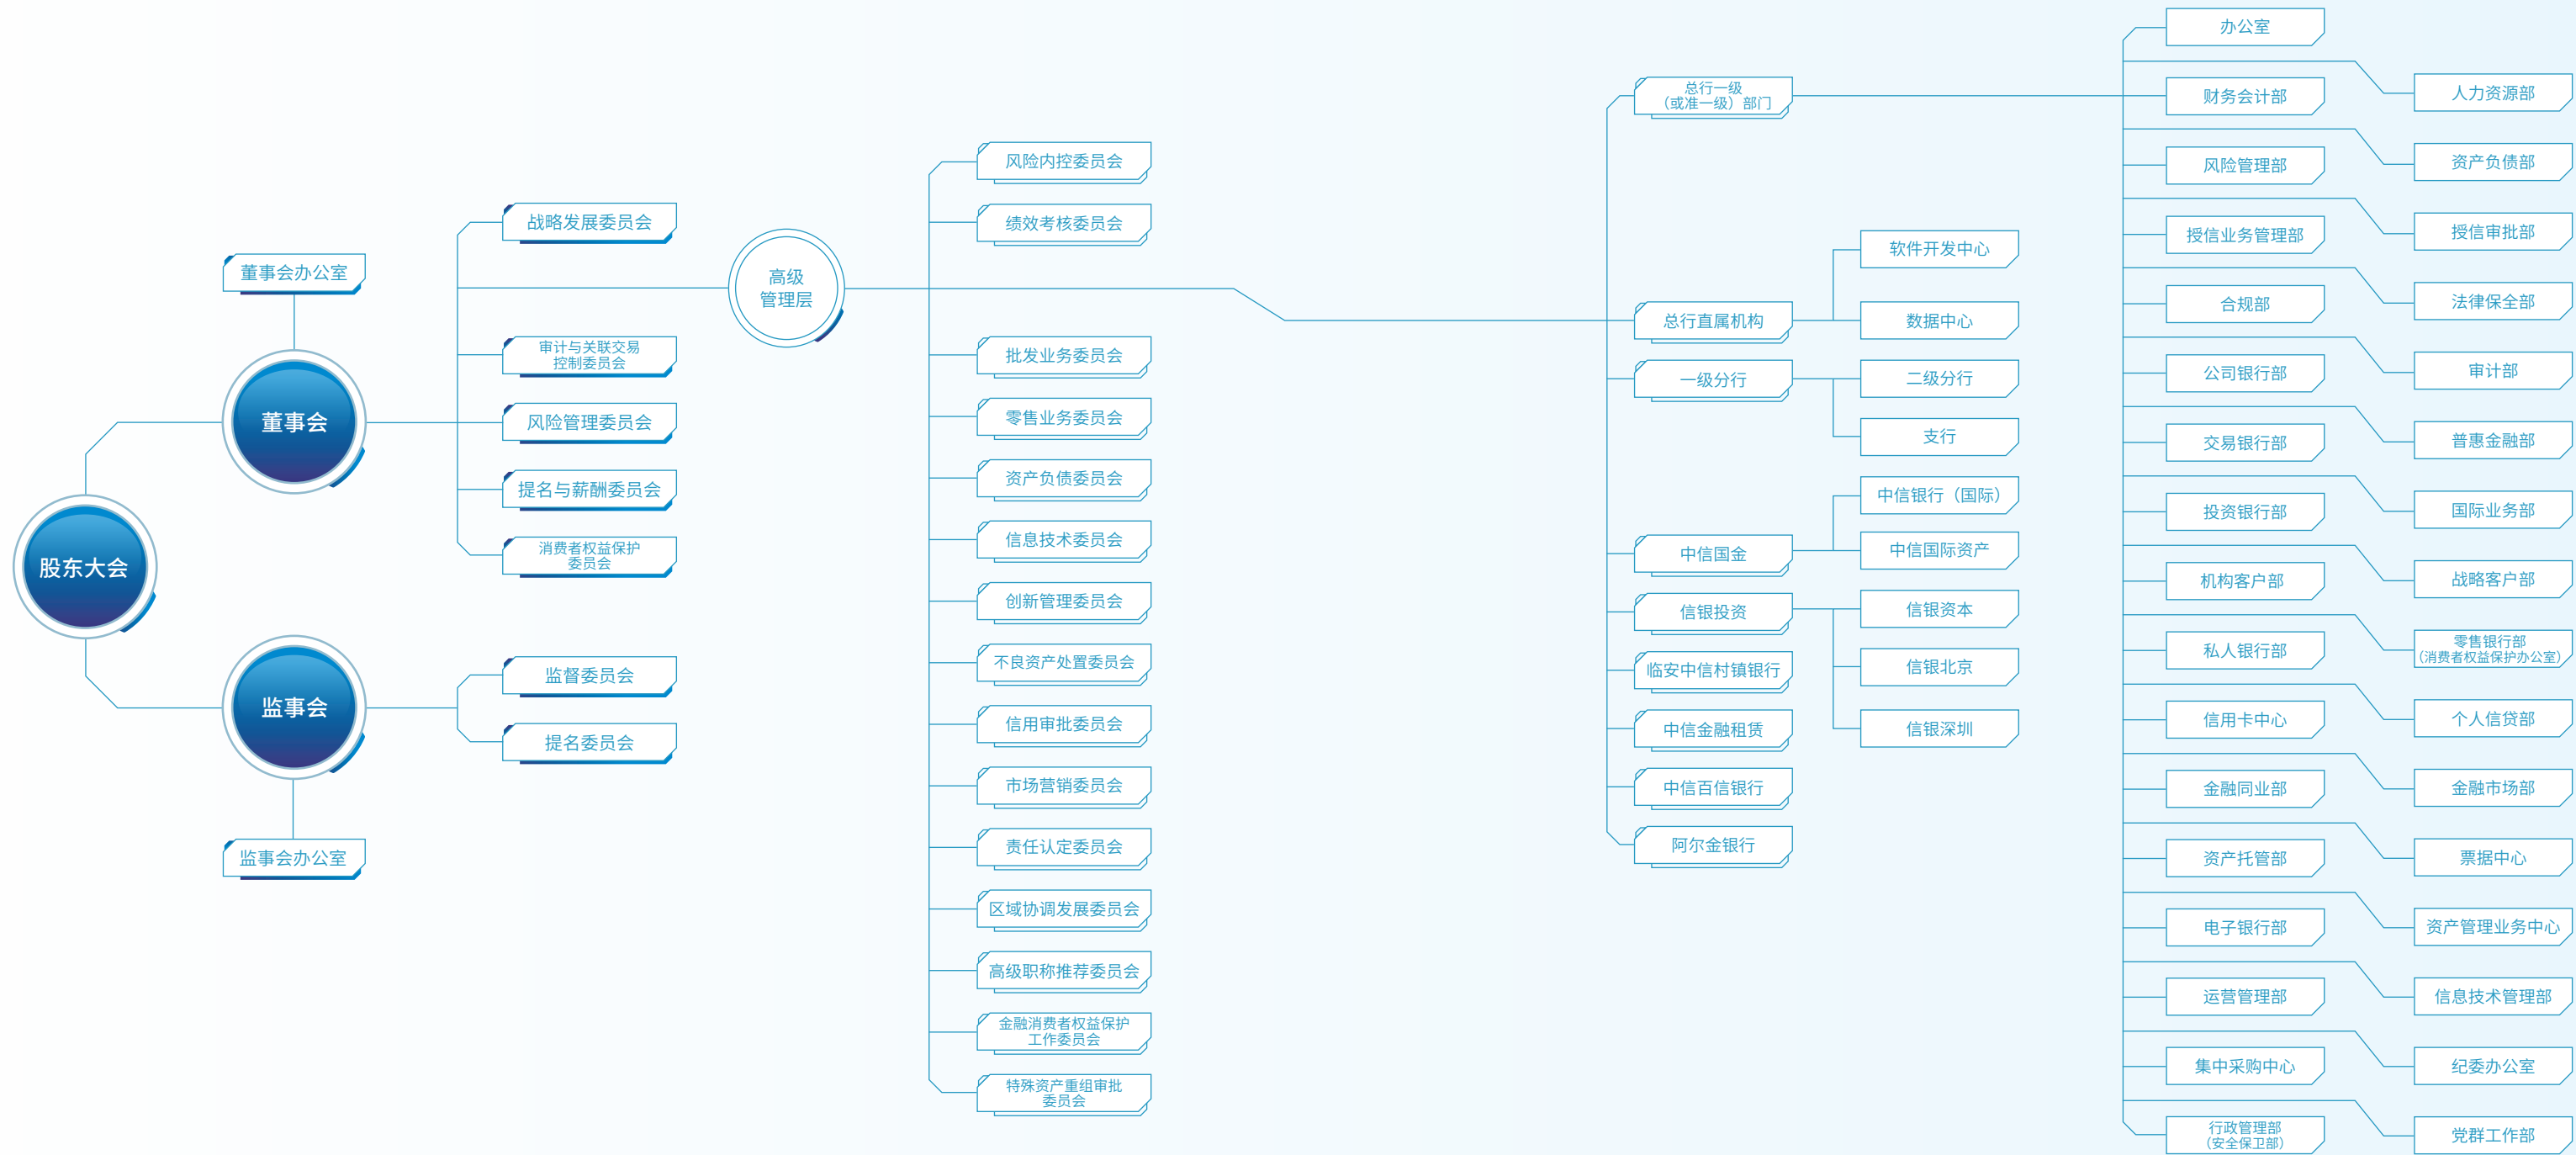 股东大会
董事会办公室
董事会
监事会
监事会办公室
战略发展委员会
审计与关联交易
控制委员会
风险管理委员会
提名与薪酬委员会
消费者权益保护
委员会
监督委员会
提名委员会
高级
管理层
风险内控委员会
绩效考核委员会
批发业务委员会
零售业务委员会
资产负债委员会
信息技术委员会
创新管理委员会
不良资产处置委员会
信用审批委员会
市场营销委员会
责任认定委员会
区域协调发展委员会
高级职称推荐委员会
金融消费者权益保护
工作委员会
特殊资产重组审批
委员会
总行一级
（或准一级）部门
总行直属机构
一级分行
中信国金
信银投资
临安中信村镇银行
中信金融租赁
中信百信银行
阿尔金银行
软件开发中心
数据中心
二级分行
支行
中信银行（国际）
中信国际资产
信银资本
信银北京
信银深圳
办公室
财务会计部
风险管理部
授信业务管理部
合规部
公司银行部
交易银行部
投资银行部
机构客户部
私人银行部
信用卡中心
金融同业部
资产托管部
电子银行部
运营管理部
集中采购中心
行政管理部
（安全保卫部）
人力资源部
资产负债部
授信审批部
法律保全部
审计部
普惠金融部
国际业务部
战略客户部
零售银行部
（消费者权益保护办公室）
个人信贷部
金融市场部
票据中心
资产管理业务中心
信息技术管理部
纪委办公室
党群工作部